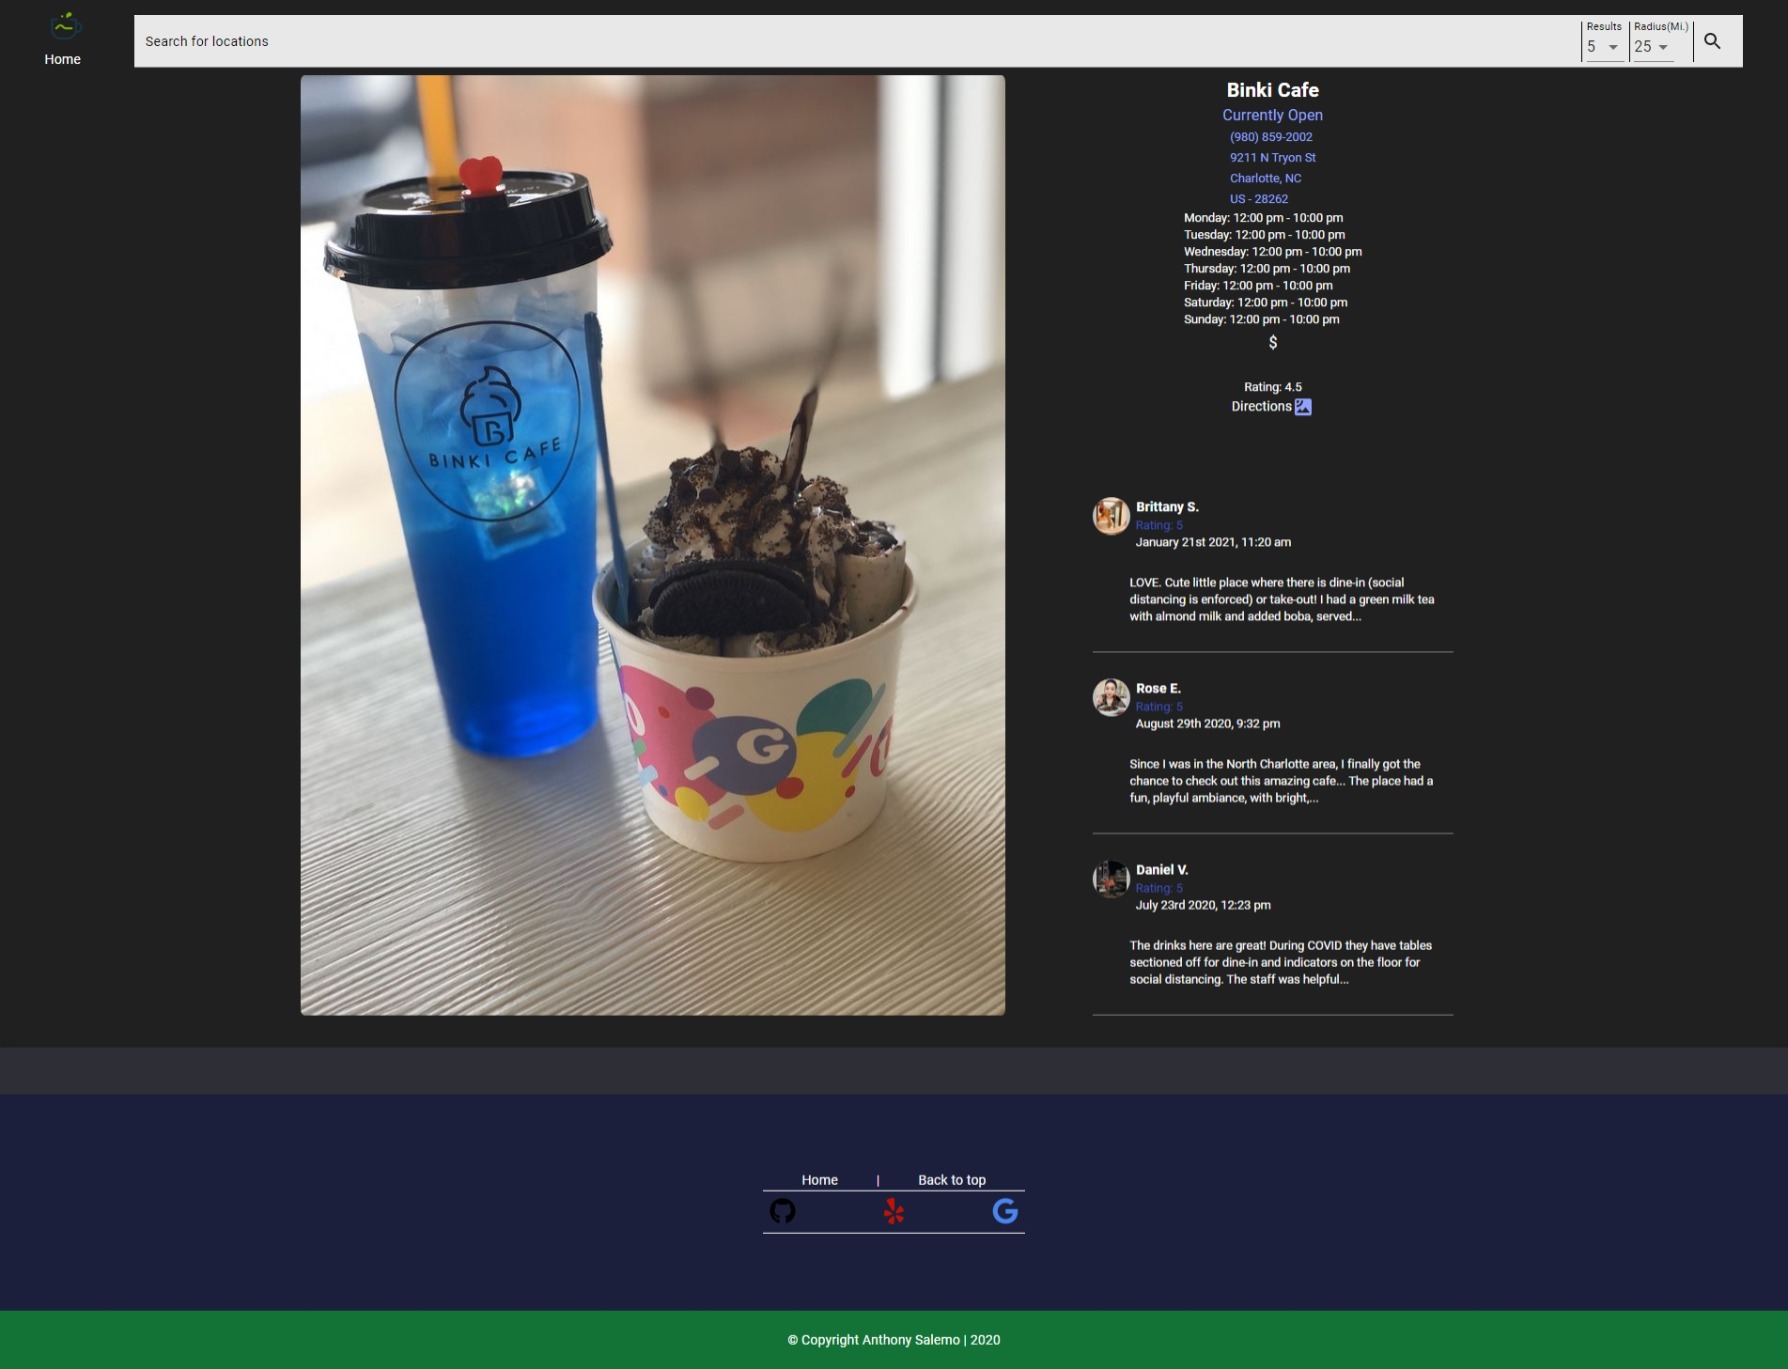 Home
Search for locations
Results
5
Radius(Mi.)
25
BINKI CAFE
G
Binki Cafe
Currently Open
(980) 859-2002
9211 N Tryon St
Charlotte, NC
US - 28262
Monday: 12:00 pm - 10:00 pm
Tuesday: 12:00 pm - 10:00 pm
Wednesday: 12:00 pm - 10:00 pm
Thursday: 12:00 pm - 10:00 pm
Friday: 12:00 pm - 10:00 pm
Saturday: 12:00 pm - 10:00 pm
Sunday: 12:00 pm - 10:00 pm
$
Rating: 4.5
Directions
Brittany S.
Rating: 5
January 21st 2021, 11:20 am
LOVE. Cute little place where there is dine-in (social
distancing is enforced) or take-out! I had a green milk tea
with almond milk and added boba, served...
Rose E.
Rating: 5
August 29th 2020, 9:32 pm
Since I was in the North Charlotte area, I finally got the
chance to check out this amazing cafe... The place had a
fun, playful ambiance, with bright,...
Daniel V.
Rating: 5
July 23rd 2020, 12:23 pm
The drinks here are great! During COVID they have tables
sectioned off for dine-in and indicators on the floor for
social distancing. The staff was helpful...
Home | Back to top
© Copyright Anthony Salemo | 2020